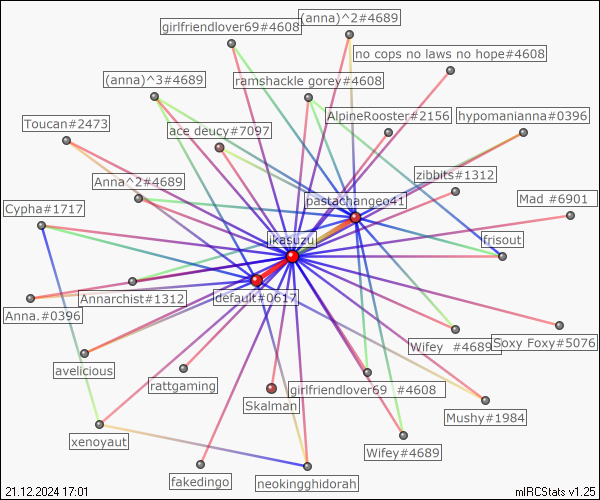 (anna)^2#4689
girlfriendlover69#4608
no cops no laws no hope#4608
(anna)^3#4689
ramshackle gorey#4608
AlpineRooster#2156
hypomanianna#0396
Toucan#2473
ace deucy#7097
zibbits#1312
Anna^2#4689
pastachangeo41
Mad #6901
Cypha#1717
ikasuzu
frisout
Annarchist#1312
default#0617
Anna.#0396
Wifey #4689
Soxy Foxy#5076
avelicious
rattgaming
girlfriendlover69 #4608
Skalman
Mushy#1984
xenoyaut
Wifey#4689
fakedingo
neokingghidorah
21.12.2024 17:01
mIRCStats v1.25